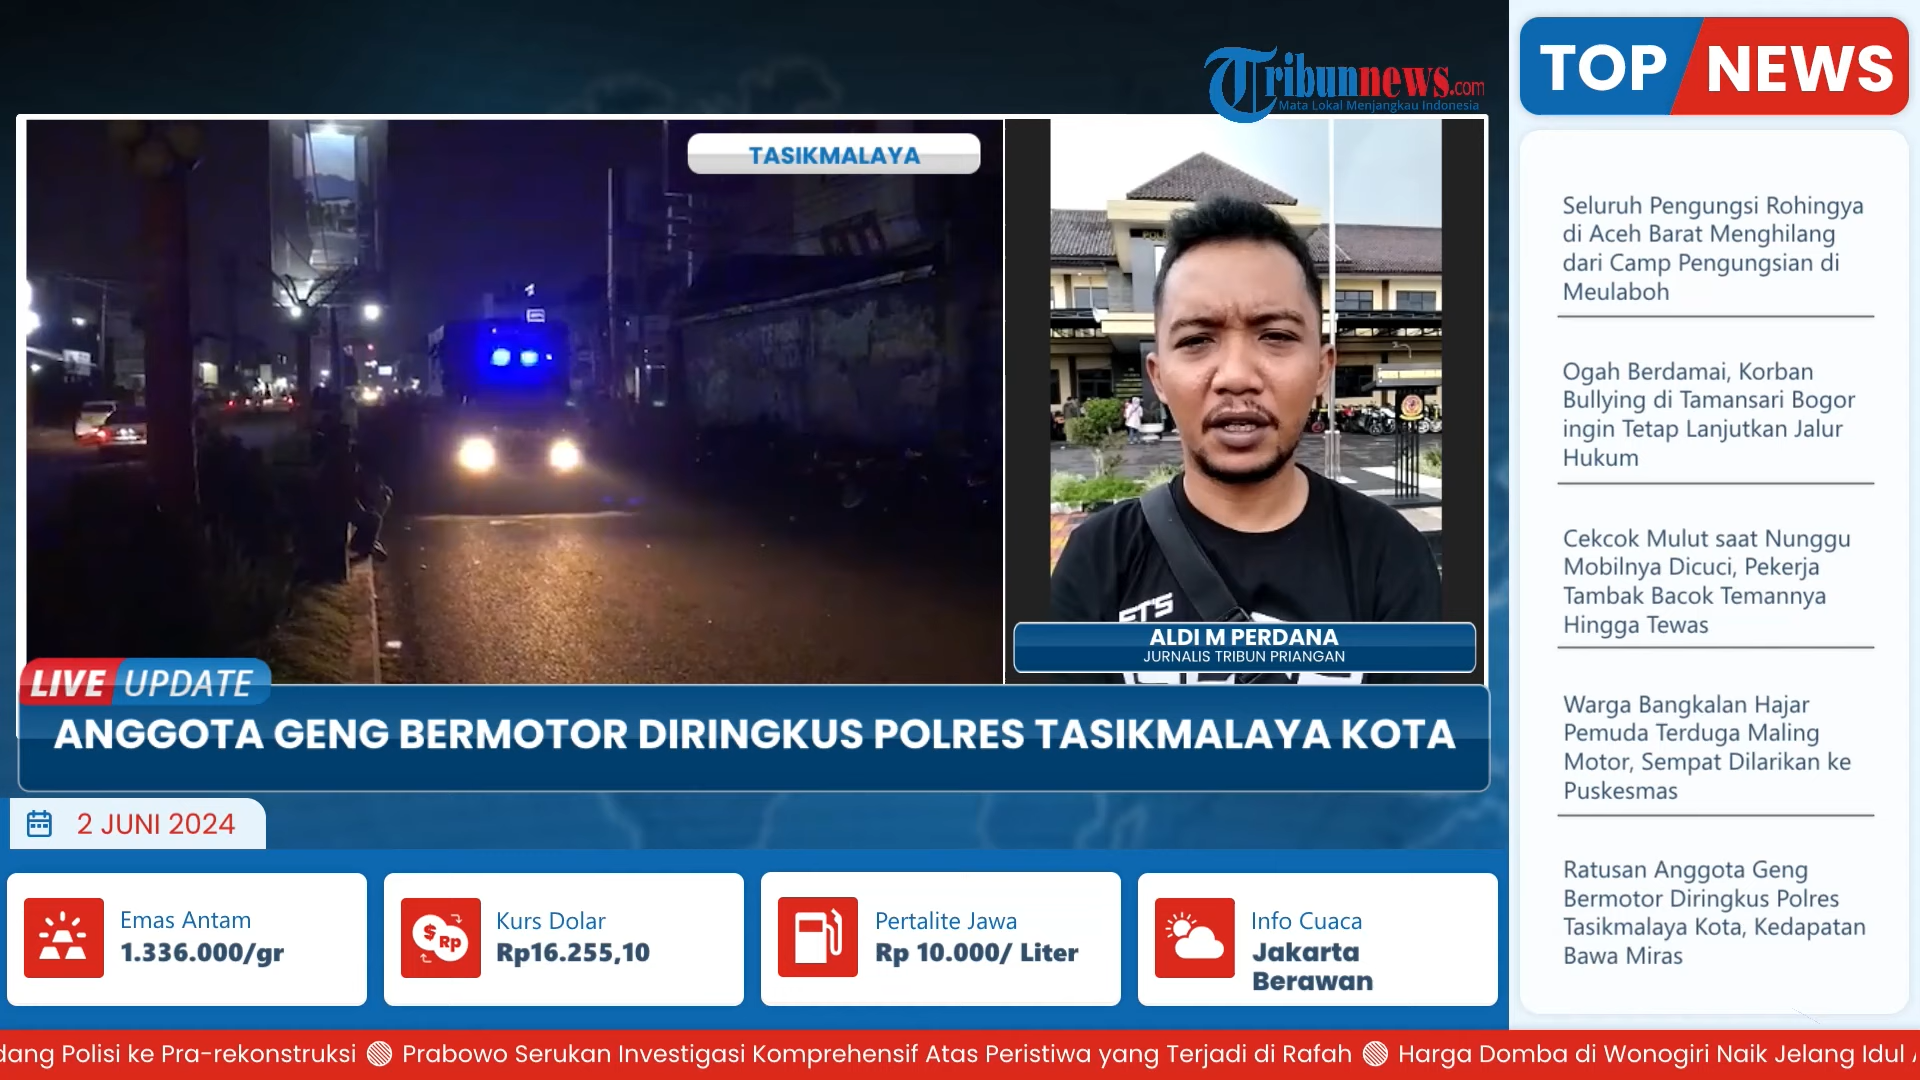 Tribunnews.com
Mata Lokal Menjangkau Indonesia
TASIKMALAYA
ALDI M PERDANA
JURNALIS TRIBUN PRIANGAN
LIVE UPDATE
ANGGOTA GENG BERMOTOR DIRINGKUS POLRES TASIKMALAYA KOTA
2 JUNI 2024
Emas Antam
1.336.000/gr
Kurs Dolar
Rp16.255,10
Pertalite Jawa
Rp 10.000/ Liter
Info Cuaca
Jakarta
Berawan
TOP NEWS
Seluruh Pengungsi Rohingya
di Aceh Barat Menghilang
dari Camp Pengungsian di
Meulaboh
Ogah Berdamai, Korban
Bullying di Tamansari Bogor
ingin Tetap Lanjutkan Jalur
Hukum
Cekcok Mulut saat Nunggu
Mobilnya Dicuci, Pekerja
Tambak Bacok Temannya
Hingga Tewas
Warga Bangkalan Hajar
Pemuda Terduga Maling
Motor, Sempat Dilarikan ke
Puskesmas
Ratusan Anggota Geng
Bermotor Diringkus Polres
Tasikmalaya Kota, Kedapatan
Bawa Miras
dang Polisi ke Pra-rekonstruksi Prabowo Serukan Investigasi Komprehensif Atas Peristiwa yang Terjadi di Rafah Harga Domba di Wonogiri Naik Jelang Idul